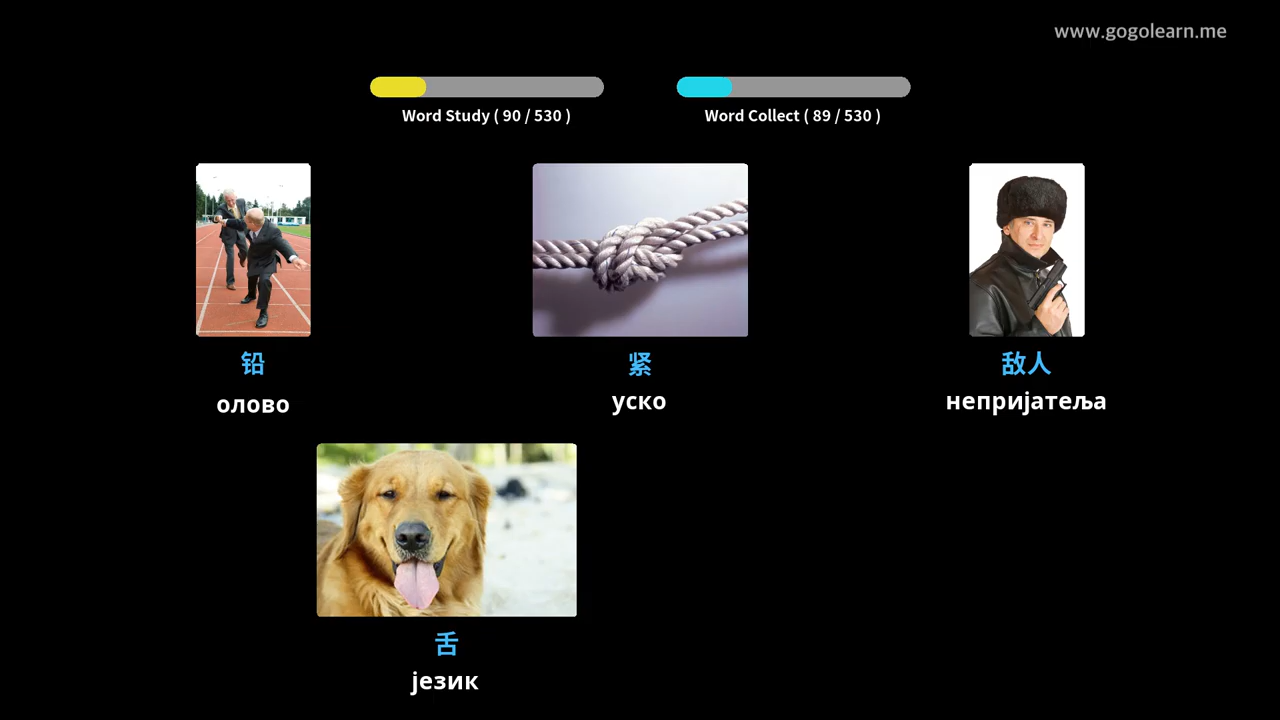 www.gogolearn.me
Word Study ( 90 / 530 )
Word Collect ( 89 / 530 )
铅
紧
敌人
олово
уско
непријатеља
舌
језик